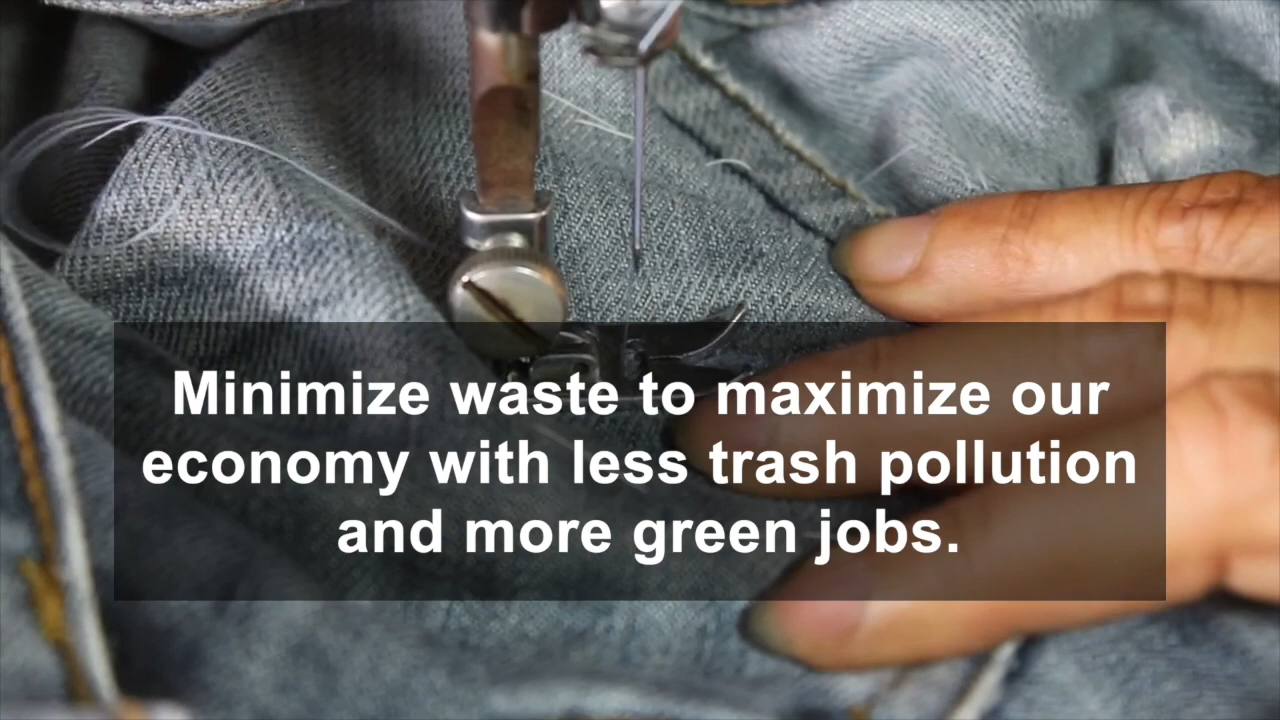 Minimize waste to maximize our
economy with less trash pollution
and more green jobs.